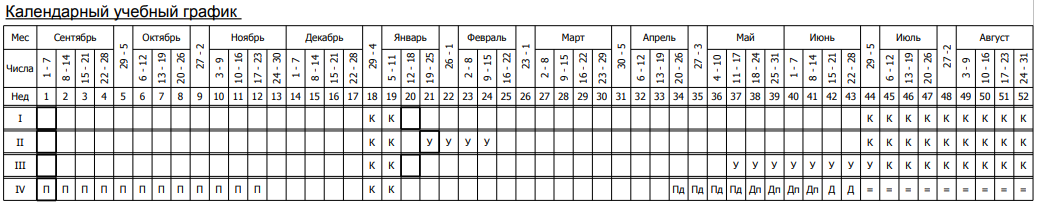 Календарный учебный график
Мес Сентябрь 29 - 5 Октябрь 27 - 2 Ноябрь Декабрь 29 - 4 Январь 26 - 1 Февраль 23 - 1 Март 30 - 5 Апрель 27 - 3 Май Июнь 29 - 5 Июль 27 - 2 Август
Числа 1 - 7 8 - 14 15 - 21 22 - 28 6 - 12 13 - 19 20 - 26 3 - 9 10 - 16 17 - 23 24 - 30 1 - 7 8 - 14 15 - 21 22 - 28 5 - 11 12 - 18 19 - 25 2 - 8 9 - 15 16 - 22 2 - 8 9 - 15 16 - 22 23 - 29 6 - 12 13 - 19 20 - 26 4 - 10 11 - 17 18 - 24 25 - 31 1 - 7 8 - 14 15 - 21 22 - 28 6 - 12 13 - 19 20 - 26 3 - 9 10 - 16 17 - 23 24 - 31
Нед 1 2 3 4 5 6 7 8 9 10 11 12 13 14 15 16 17 18 19 20 21 22 23 24 25 26 27 28 29 30 31 32 33 34 35 36 37 38 39 40 41 42 43 44 45 46 47 48 49 50 51 52
I К К К К К К К К К К К
II К К У У У У К К К К К К К К К
III К К У У У У У У У У К К К К К К К К
IV П П П П П П П П П П П П К К Пд Пд Пд Пд Дп Дп Дп Дп Д Д = = = = = = = = =